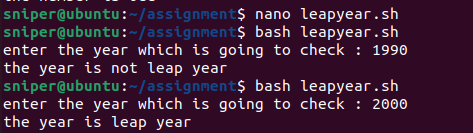 sniper@ubuntu:~/assignment$ nano leapyear.sh
sniper@ubuntu:~/assignment$ bash leapyear.sh
enter the year which is going to check : 1990
the year is not leap year
sniper@ubuntu:~/assignment$ bash leapyear.sh
enter the year which is going to check : 2000
the year is leap year